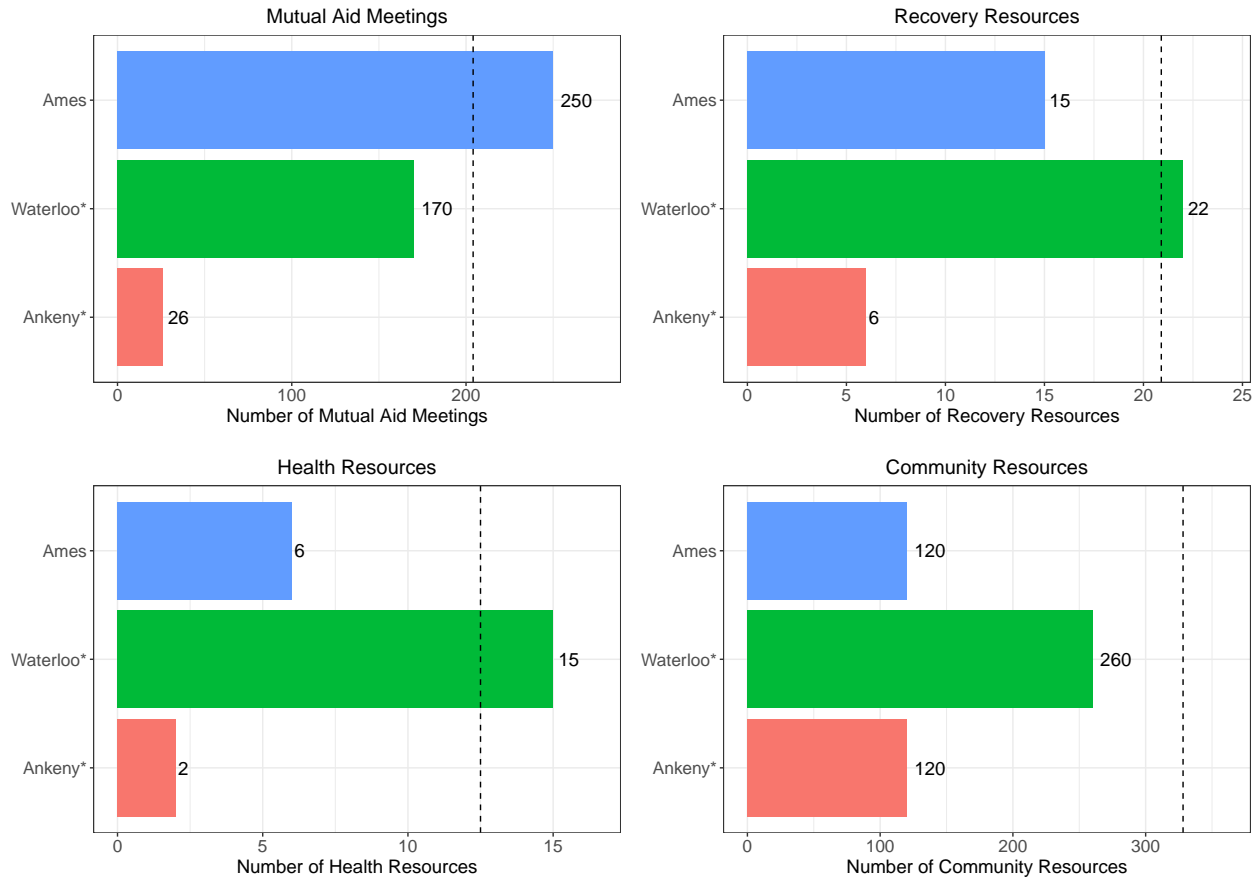 Mutual Aid Meetings
Ames
250
Waterloo*
170
Ankeny*
26
0 100 200
Number of Mutual Aid Meetings
Recovery Resources
Ames
15
Waterloo*
22
Ankeny*
6
0 5 10 15 20 25
Number of Recovery Resources
Health Resources
Ames
6
Waterloo*
15
Ankeny*
2
0 5 10 15
Number of Health Resources
Community Resources
Ames
120
Waterloo*
260
Ankeny*
120
0 100 200 300
Number of Community Resources